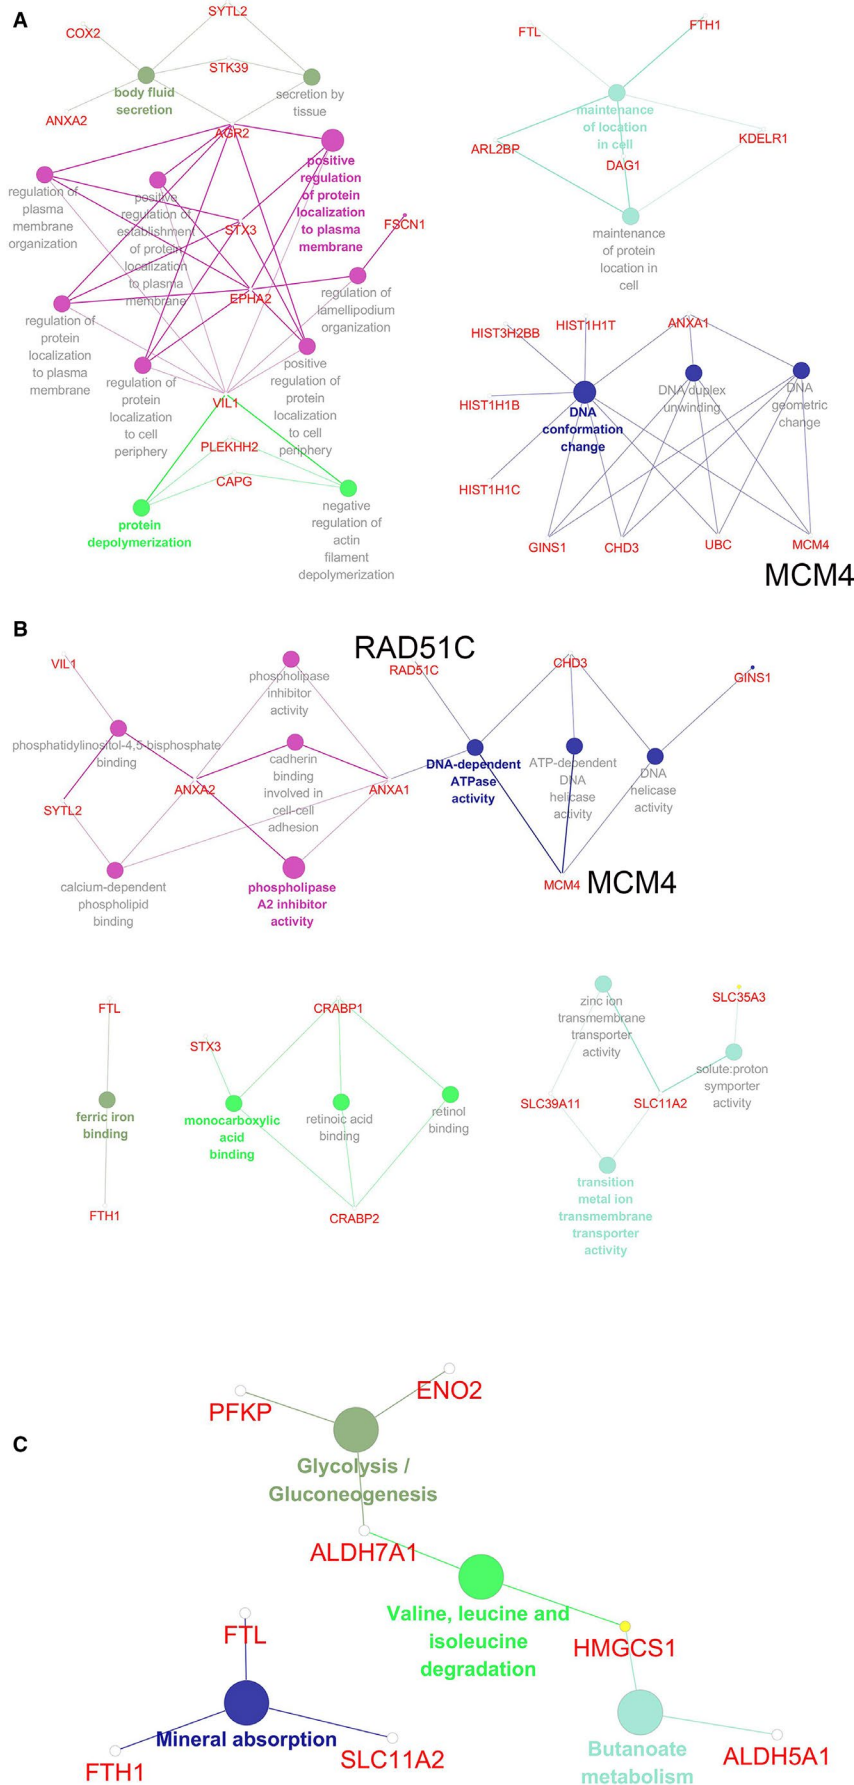 A
SYTL2
COX2
STK39
body fluid
secretion
secretion by
tissue
ANXA2
AGR2
positive
regulation
of protein
localization
to plasma
membrane
regulation of
plasma
membrane
organization
positive
regulation of
establishment
of protein
localization
to plasma
membrane
STX3
FSCN1
EPHA2
regulation of
lamellipodium
organization
regulation of
protein
localization
to plasma
membrane
regulation of
protein
localization
to cell
periphery
positive
regulation of
protein
localization
to cell
periphery
VIL1
PLEKHH2
CAPG
protein
depolymerization
negative
regulation of
actin
filament
depolymerization
FTL
FTH1
maintenance
of location
in cell
ARL2BP
KDELR1
DAG1
maintenance
of protein
location in
cell
HIST3H2BB
HIST1H1T
ANXA1
HIST1H1B
DNA
conformation
change
DNA duplex
unwinding
DNA
geometric
change
HIST1H1C
GINS1
CHD3
UBC
MCM4
MCM4
B
RAD51C
VIL1
phospholipase
inhibitor
activity
RAD51C
CHD3
GINS1
phosphatidylinositol-4,5-bisphosphate
binding
cadherin
binding
involved in
cell-cell
adhesion
DNA-dependent
ATPase
activity
ATP-dependent
DNA
helicase
activity
DNA
helicase
activity
ANXA2
ANXA1
SYTL2
calcium-dependent
phospholipid
binding
phospholipase
A2 inhibitor
activity
MCM4
MCM4
FTL
ferric iron
binding
FTH1
CRABP1
STX3
monocarboxylic
acid
binding
retinoic acid
binding
retinol
binding
CRABP2
zinc ion
transmembrane
transporter
activity
SLC35A3
solute:proton
symporter
activity
SLC39A11
SLC11A2
transition
metal ion
transmembrane
transporter
activity
C
PFKP
ENO2
Glycolysis /
Gluconeogenesis
ALDH7A1
Valine, leucine and
isoleucine
degradation
FTL
HMGCS1
Mineral absorption
FTH1
SLC11A2
Butanoate
metabolism
ALDH5A1